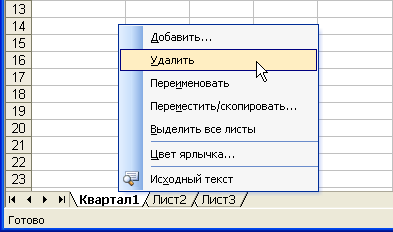 13
14
Добавить...
15
Удалить
16
Переименовать
17
Переместить/скопировать...
18
Выделить все листы
19
20
Цвет ярлычка...
21
22
Исходный текст
23
Квартал1 Лист2 Лист3
Готово